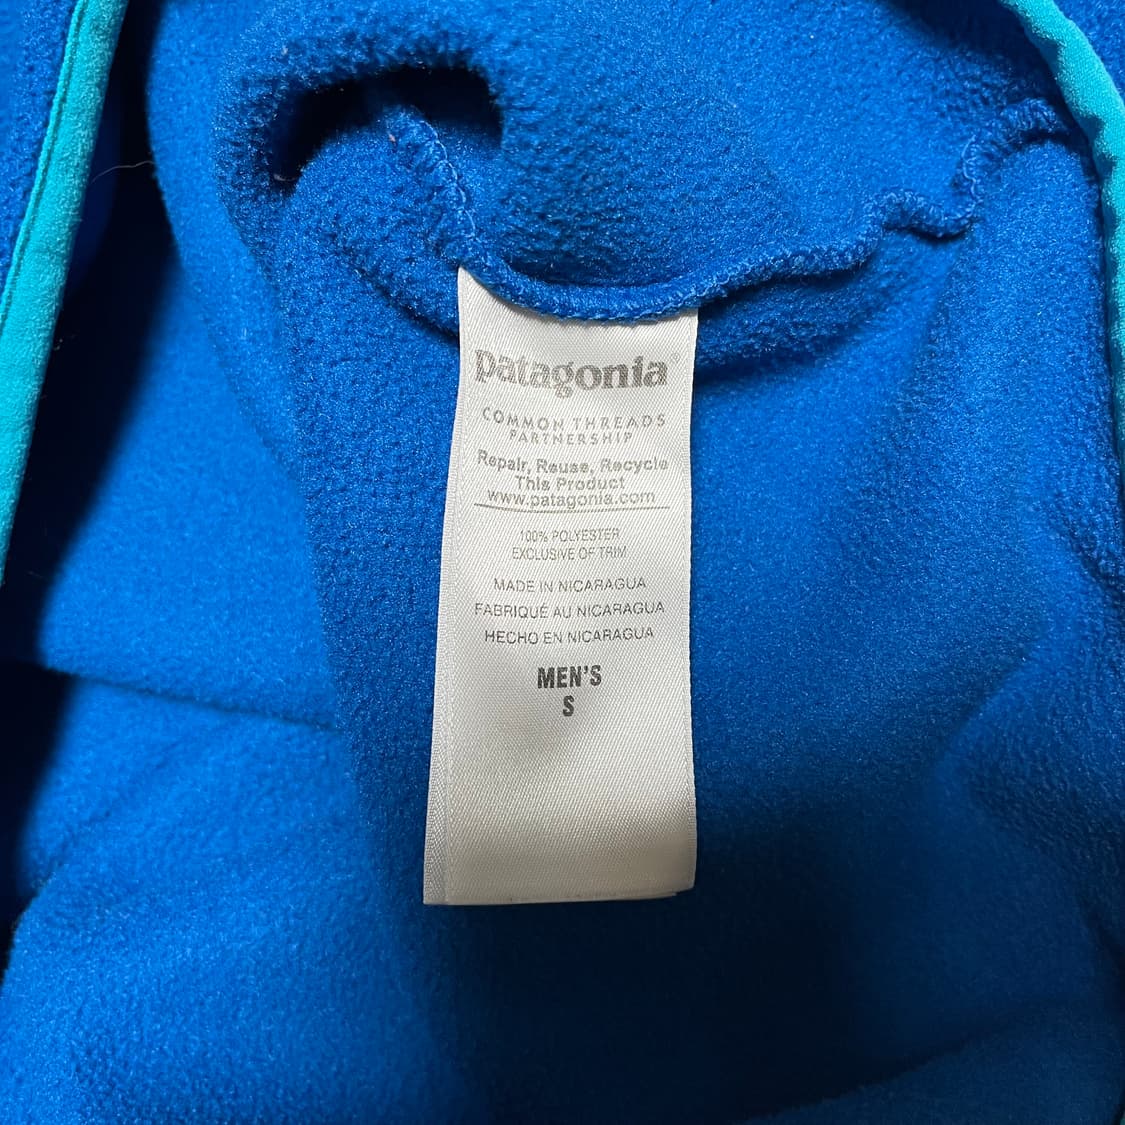 patagonia®
COMMON THREADS
PARTNERSHIP
Repair, Reuse, Recycle
This Product
www.patagonia.com
100% POLYESTER
EXCLUSIVE OF TRIM
MADE IN NICARAGUA
FABRIQUÉ AU NICARAGUA
HECHO EN NICARAGUA
MEN'S
S